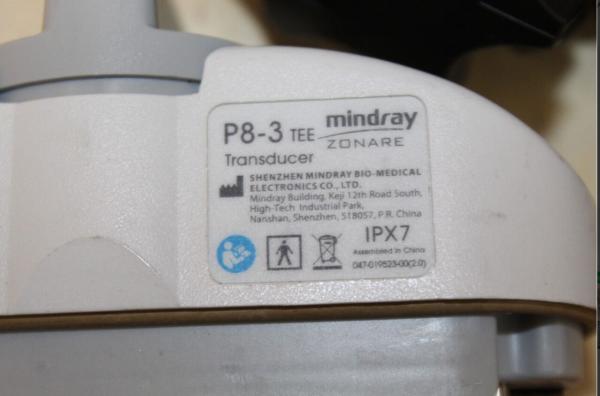 P8-3 TEE mindray
ZONARE
Transducer
SHENZHEN MINDRAY BIO-MEDICAL
ELECTRONICS CO., LTD.
Mindray Building, Keji 12th Road South,
High-Tech Industrial Park,
Nanshan, Shenzhen, 518057, P.R. China
IPX7
Assembled in China
047-019523-00(2.0)